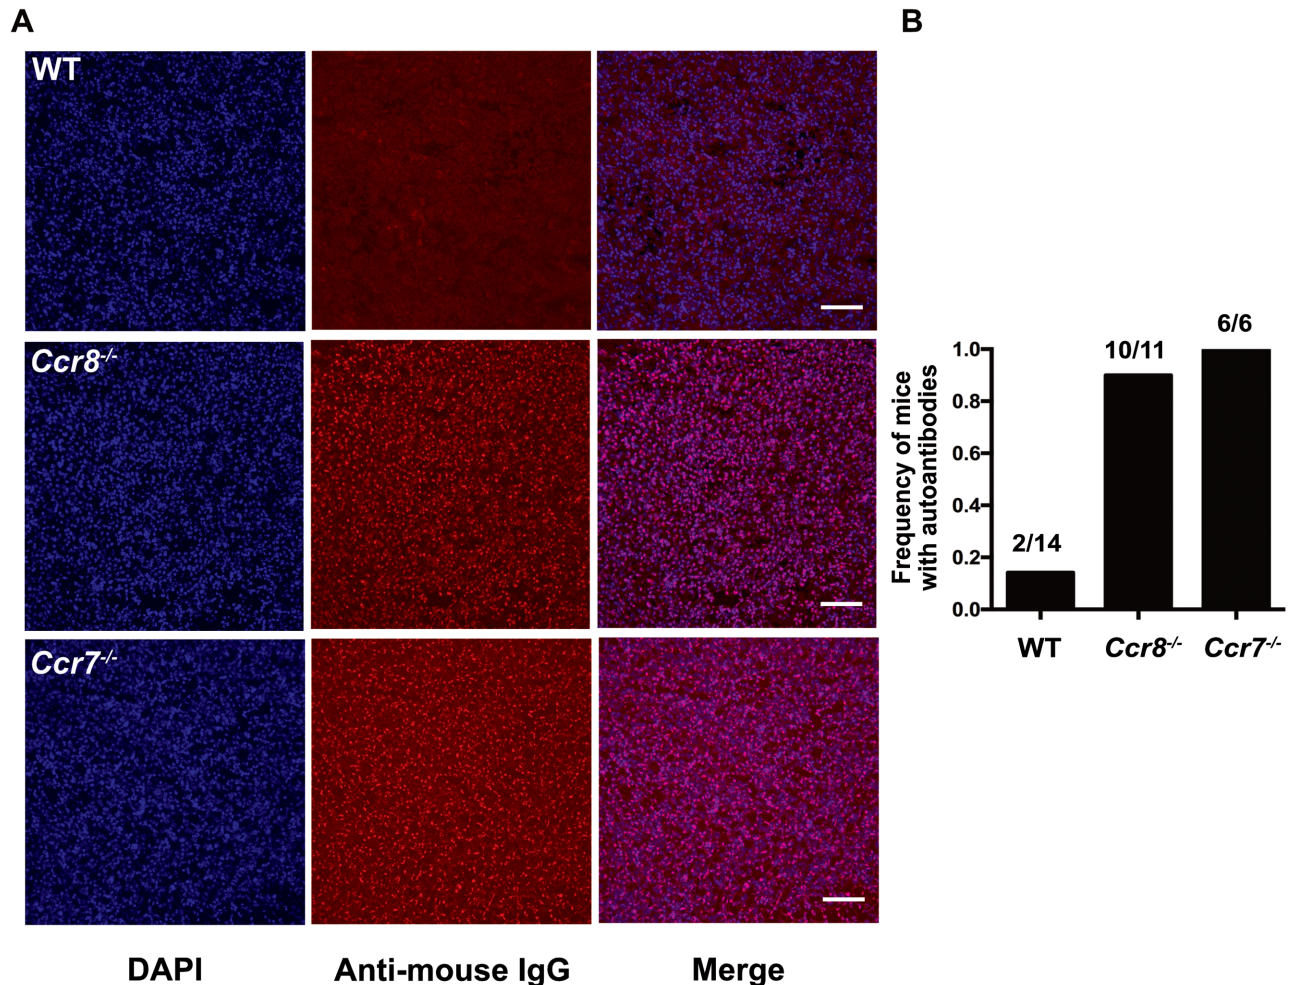 A
B
WT
Ccr8-/-
Ccr7-/-
DAPI
Anti-mouse IgG
Merge
Frequency of mice
with autoantibodies
1.0
0.8
0.6
0.4
0.2
0.0
2/14
10/11
6/6
WT
Ccr8-/-
Ccr7-/-